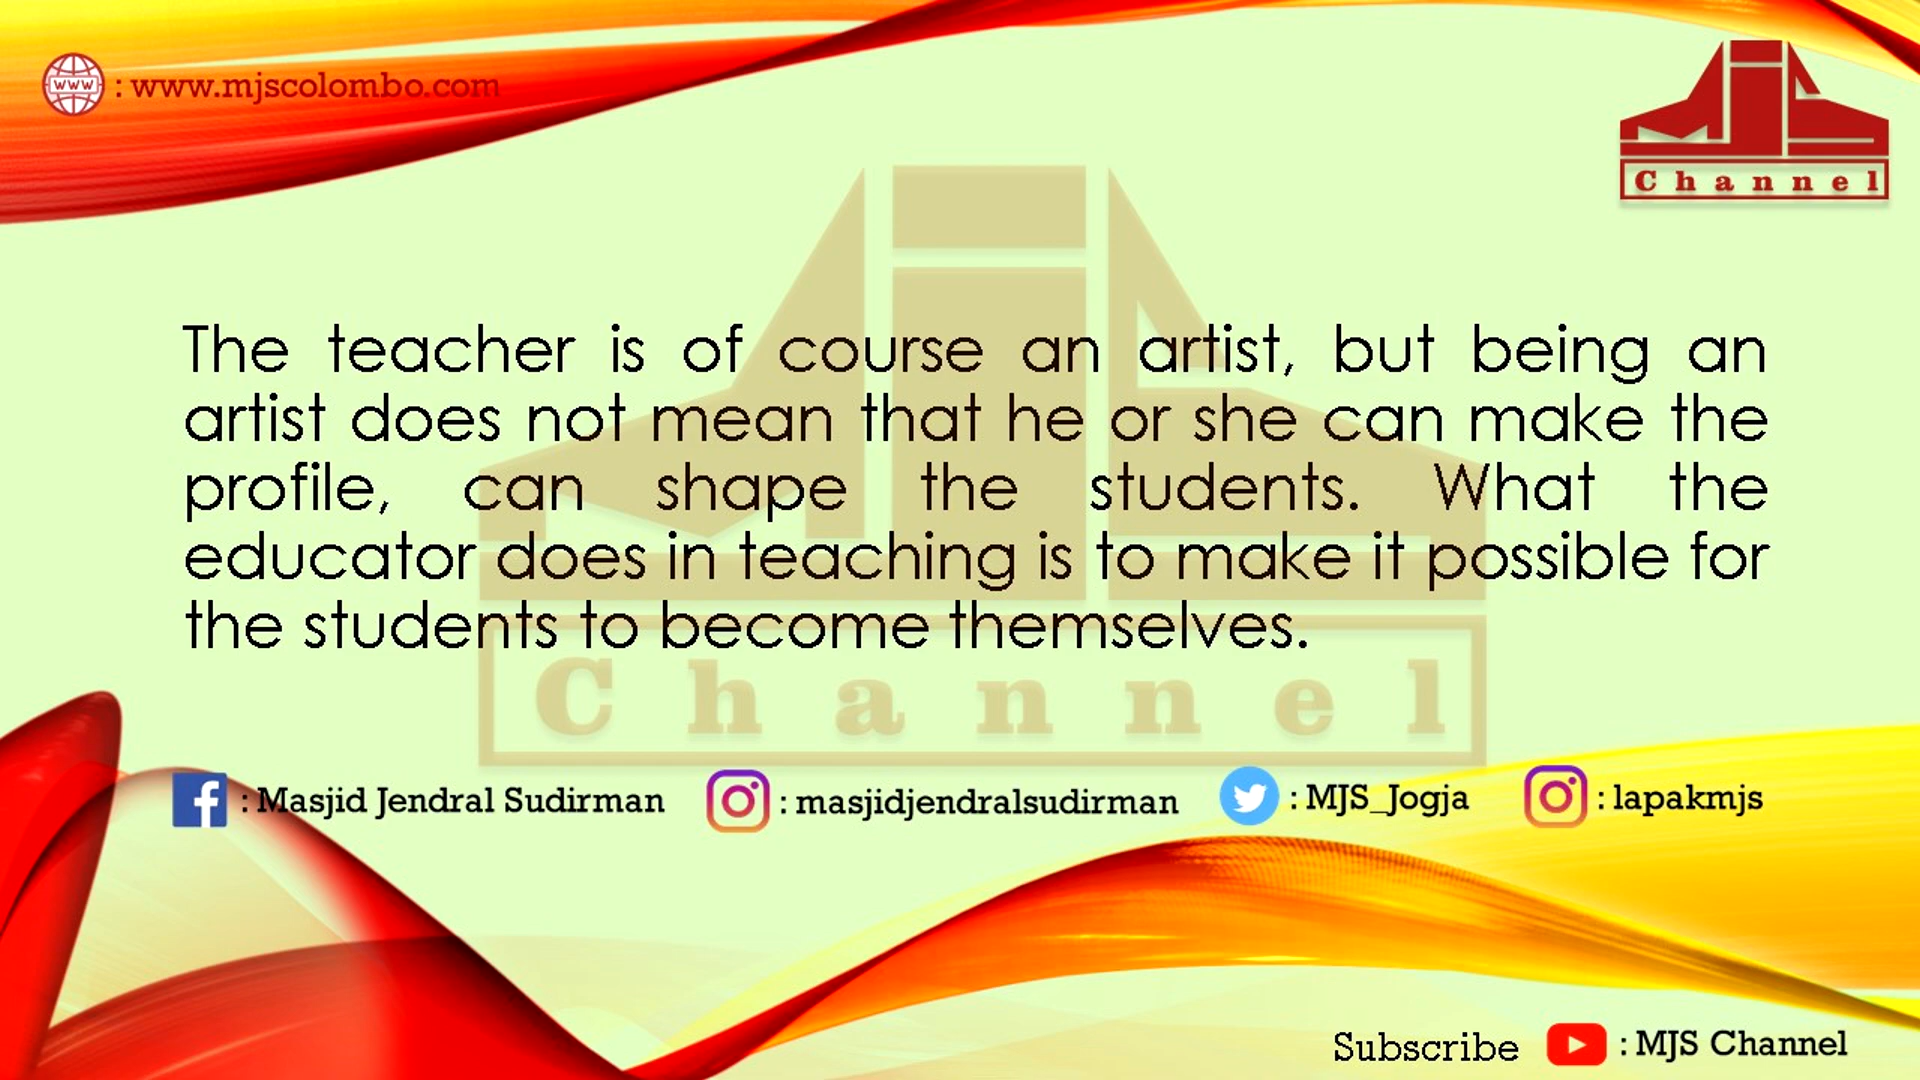 : www.mjscolombo.com
MJS
Channel
The teacher is of course an artist, but being an
artist does not mean that he or she can make the
profile, can shape the students. What the
educator does in teaching is to make it possible for
the students to become themselves.
Channel
: Masjid Jendral Sudirman : masjidjendralsudirman : MJS_Jogja : lapakmjs
Subscribe : MJS Channel